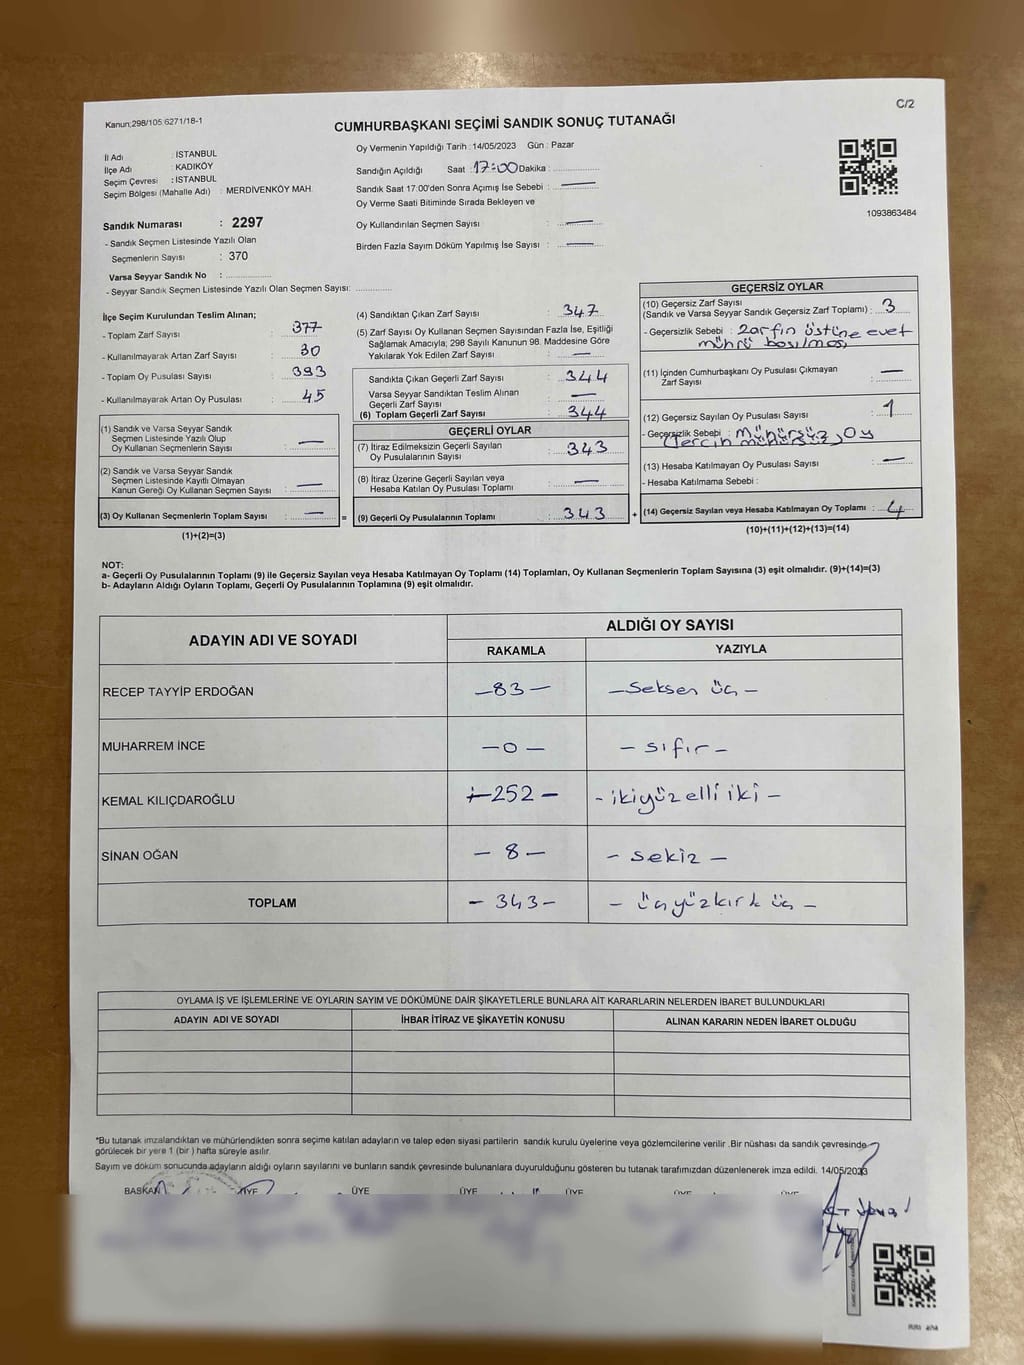 C/2
Kanun;298/105.6271/18-1
CUMHURBAŞKANI SEÇİMİ SANDIK SONUÇ TUTANAĞI
İl Adı : İSTANBUL
İlçe Adı : KADIKÖY
Seçim Çevresi : İSTANBUL
Seçim Bölgesi (Mahalle Adı) : MERDİVENKÖY MAH.
Sandık Numarası : 2297
- Sandık Seçmen Listesinde Yazılı Olan
Seçmenlerin Sayısı : 370
Varsa Seyyar Sandık No :
- Seyyar Sandık Seçmen Listesinde Yazılı Olan Seçmen Sayısı:
Oy Vermenin Yapıldığı Tarih : 14/05/2023 Gün : Pazar
Sandığın Açıldığı Saat : 17:00 Dakika :
Sandık Saat 17:00'den Sonra Açımış İse Sebebi : —
Oy Verme Saati Bitiminde Sırada Bekleyen ve
Oy Kullandırılan Seçmen Sayısı : —
Birden Fazla Sayım Döküm Yapılmış İse Sayısı : —
1093863484
İlçe Seçim Kurulundan Teslim Alınan;
- Toplam Zarf Sayısı : 377
- Kullanılmayarak Artan Zarf Sayısı : 30
- Toplam Oy Pusulası Sayısı : 393
- Kullanılmayarak Artan Oy Pusulası : 45
(1) Sandık ve Varsa Seyyar Sandık
Seçmen Listesinde Yazılı Olup
Oy Kullanan Seçmenlerin Sayısı : —
(2) Sandık ve Varsa Seyyar Sandık
Seçmen Listesinde Kayıtlı Olmayan
Kanun Gereği Oy Kullanan Seçmen Sayısı : —
(3) Oy Kullanan Seçmenlerin Toplam Sayısı : — =
(1)+(2)=(3)
(4) Sandıktan Çıkan Zarf Sayısı : 347
(5) Zarf Sayısı Oy Kullanan Seçmen Sayısından Fazla İse, Eşitliği
Sağlamak Amacıyla; 298 Sayılı Kanunun 98. Maddesine Göre
Yakılarak Yok Edilen Zarf Sayısı : —
Sandıkta Çıkan Geçerli Zarf Sayısı : 344
Varsa Seyyar Sandıktan Teslim Alınan
Geçerli Zarf Sayısı : —
(6) Toplam Geçerli Zarf Sayısı : 344
GEÇERLİ OYLAR
(7) İtiraz Edilmeksizin Geçerli Sayılan
Oy Pusulalarının Sayısı : 343
(8) İtiraz Üzerine Geçerli Sayılan veya
Hesaba Katılan Oy Pusulası Toplamı : —
(9) Geçerli Oy Pusulalarının Toplamı : 343 +
GEÇERSİZ OYLAR
(10) Geçersiz Zarf Sayısı
(Sandık ve Varsa Seyyar Sandık Geçersiz Zarf Toplamı) : 3
- Geçersizlik Sebebi : Zarfın üstüne evet
mührü basılmış
(11) İçinden Cumhurbaşkanı Oy Pusulası Çıkmayan
Zarf Sayısı : —
(12) Geçersiz Sayılan Oy Pusulası Sayısı : 1
- Geçersizlik Sebebi : Mühürsüz Oy
(Tercih mühürsüz)
(13) Hesaba Katılmayan Oy Pusulası Sayısı : —
- Hesaba Katılmama Sebebi :
(14) Geçersiz Sayılan veya Hesaba Katılmayan Oy Toplamı : 4
(10)+(11)+(12)+(13)=(14)
NOT:
a- Geçerli Oy Pusulalarının Toplamı (9) ile Geçersiz Sayılan veya Hesaba Katılmayan Oy Toplamı (14) Toplamları, Oy Kullanan Seçmenlerin Toplam Sayısına (3) eşit olmalıdır. (9)+(14)=(3)
b- Adayların Aldığı Oyların Toplamı, Geçerli Oy Pusulalarının Toplamına (9) eşit olmalıdır.
ADAYIN ADI VE SOYADI
ALDIĞI OY SAYISI
RAKAMLA YAZIYLA
RECEP TAYYİP ERDOĞAN —83— —Seksen üç—
MUHARREM İNCE —0— —sıfır—
KEMAL KILIÇDAROĞLU —252— —ikiyüz elli iki—
SİNAN OĞAN —8— —sekiz—
TOPLAM —343— —üçyüzkırk üç—
OYLAMA İŞ VE İŞLEMLERİNE VE OYLARIN SAYIM VE DÖKÜMÜNE DAİR ŞİKAYETLERLE BUNLARA AİT KARARLARIN NELERDEN İBARET BULUNDUKLARI
ADAYIN ADI VE SOYADI İHBAR İTİRAZ VE ŞİKAYETİN KONUSU ALINAN KARARIN NEDEN İBARET OLDUĞU
*Bu tutanak imzalandıktan ve mühürlendikten sonra seçime katılan adayların ve talep eden siyasi partilerin sandık kurulu üyelerine veya gözlemcilerine verilir .Bir nüshası da sandık çevresinde
görülecek bir yere 1 (bir ) hafta süreyle asılır.
Sayım ve döküm sonucunda adayların aldığı oyların sayılarını ve bunların sandık çevresinde bulunanlara duyurulduğunu gösteren bu tutanak tarafımızdan düzenlenerek imza edildi. 14/05/2023
BAŞKAN ÜYE ÜYE ÜYE ÜYE ÜYE ÜYE